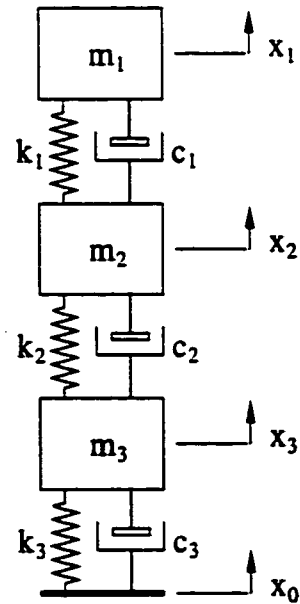 m₁ x₁
k₁ c₁
m₂ x₂
k₂ c₂
m₃ x₃
k₃ c₃
x₀